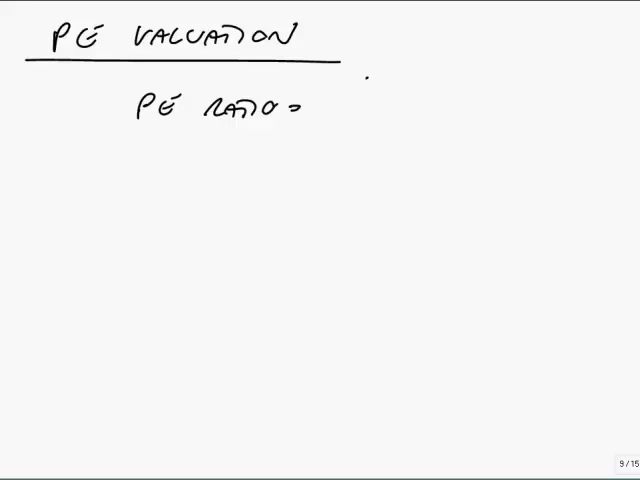 PE VALUATION
PE RATIO =
9 / 15